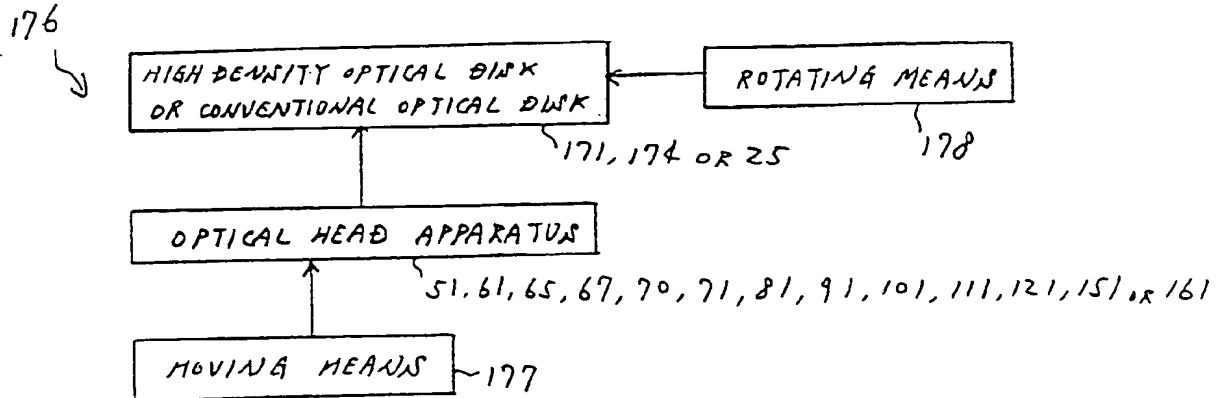 176
HIGH DENSITY OPTICAL DISK
OR CONVENTIONAL OPTICAL DISK
ROTATING MEANS
171, 174 OR 25
178
OPTICAL HEAD APPARATUS
51, 61, 65, 67, 70, 71, 81, 91, 101, 111, 121, 151 OR 161
MOVING MEANS
177